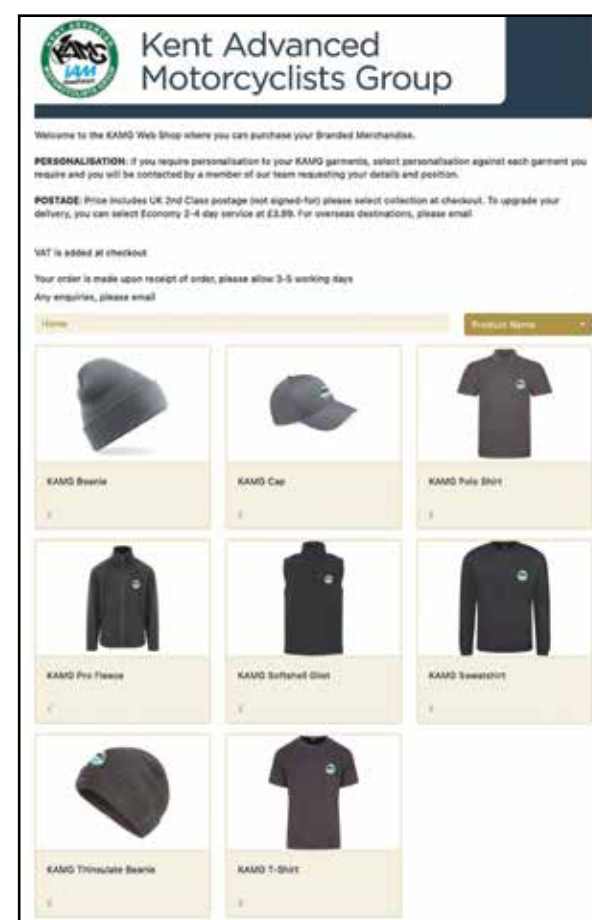 KENT ADVANCED
KAMG
IAM
MOTORCYCLISTS GROUP
Kent Advanced
Motorcyclists Group
Welcome to the KAMG Web Shop where you can purchase your Branded Merchandise.
PERSONALISATION: If you require personalisation to your KAMG garments, select personalisation against each garment you
require and you will be contacted by a member of our team requesting your details and position.
POSTAGE: Price includes UK 2nd Class postage (not signed-for) please select collection at checkout. To upgrade your
delivery, you can select Economy 2-4 day service at £3.99. For overseas destinations, please email
VAT is added at checkout
Your order is made upon receipt of order, please allow 3-5 working days
Any enquiries, please email
Home
Product Name
KAMG Beanie
KAMG Cap
KAMG Polo Shirt
£
£
£
KAMG Pro Fleece
KAMG Softshell Gilet
KAMG Sweatshirt
£
£
£
KAMG Thinsulate Beanie
KAMG T-Shirt
£
£